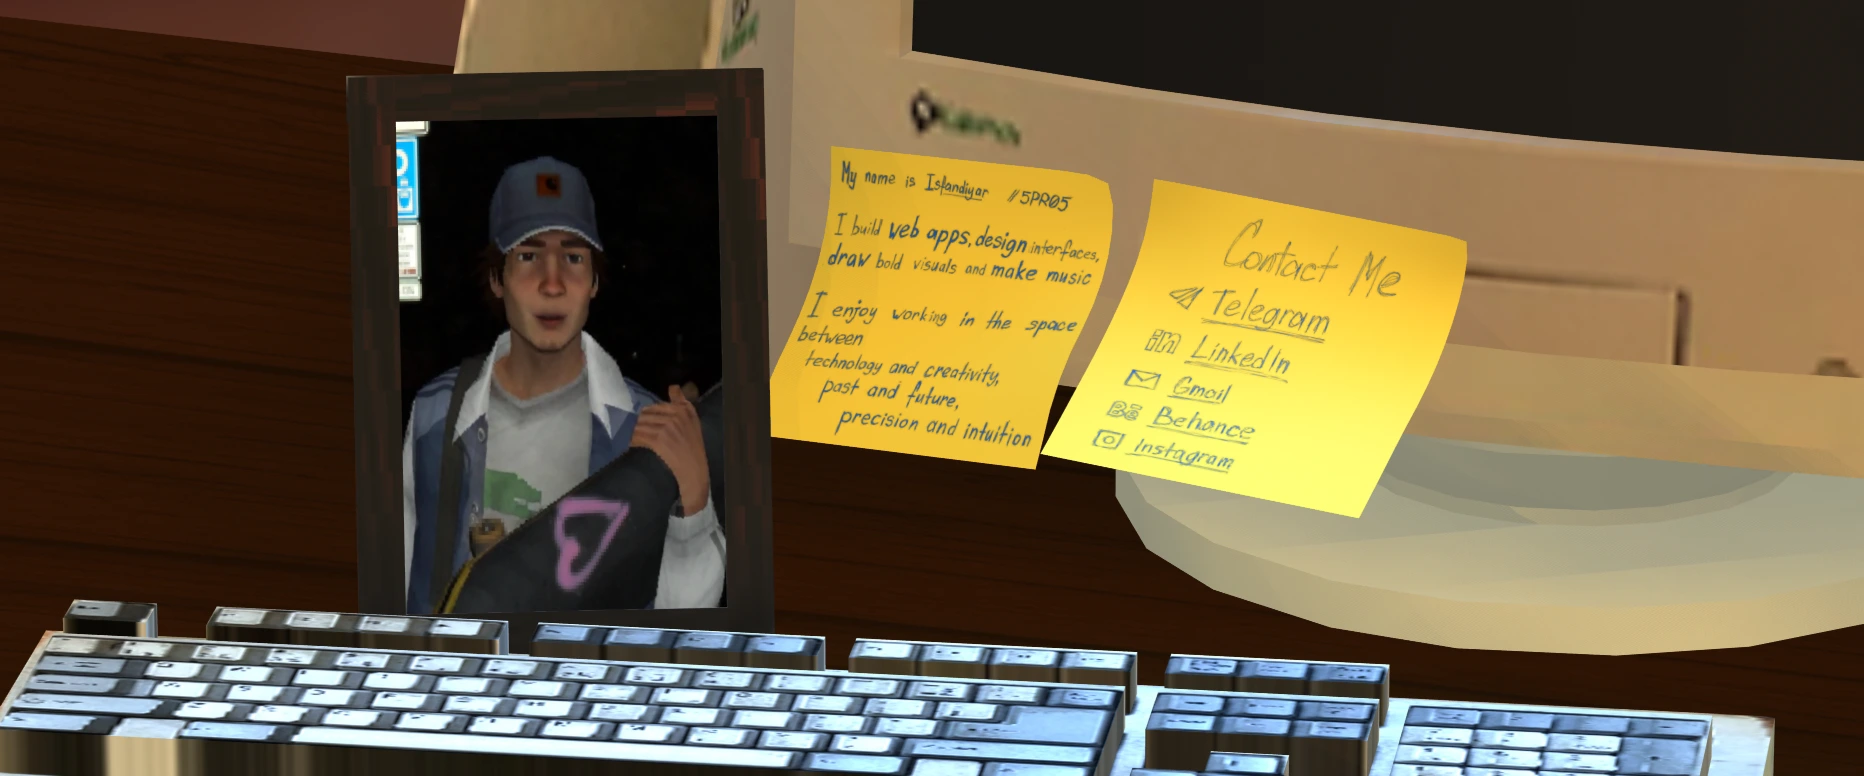 My name is Isfandiyar //5PR05
I build web apps, design interfaces,
draw bold visuals and make music
I enjoy working in the space
between
technology and creativity,
past and future,
precision and intuition
Contact Me
Telegram
in LinkedIn
Gmail
Bē Behance
Instagram